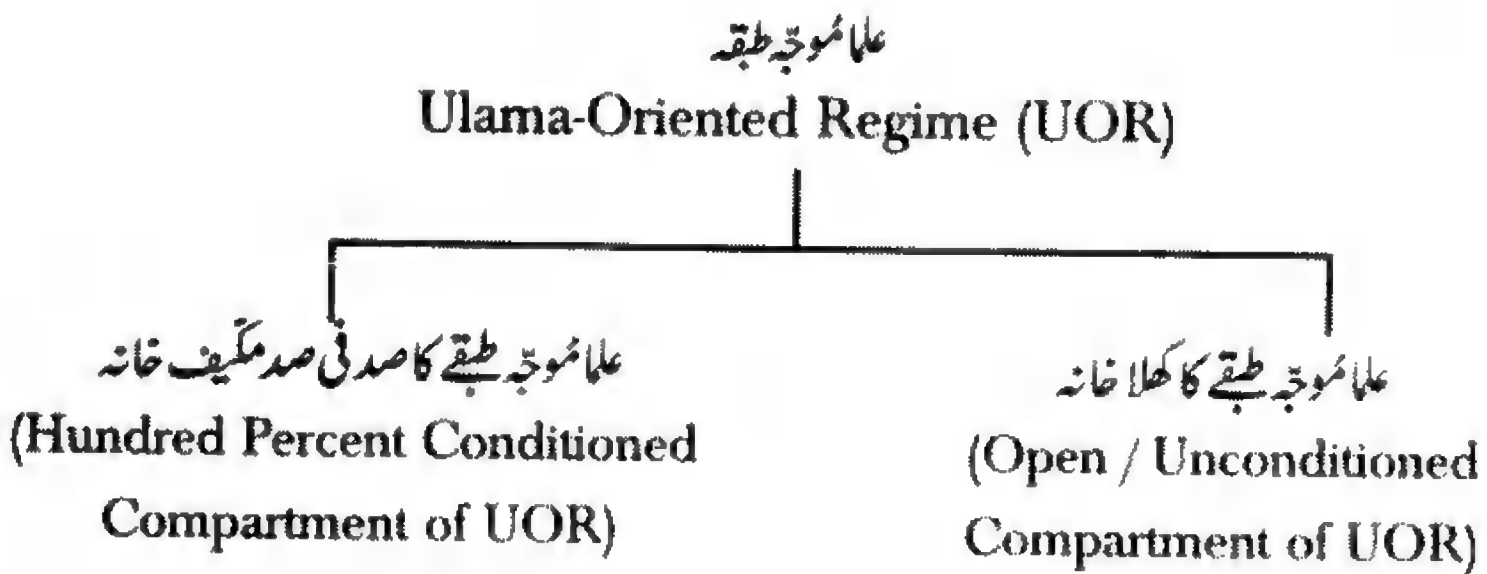 علما مُوجّہ طبقہ
Ulama-Oriented Regime (UOR)
علما مُوجّہ طبقے کا صد فی صد مکیّف خانہ
(Hundred Percent Conditioned
Compartment of UOR)
علما مُوجّہ طبقے کا کھلا خانہ
(Open / Unconditioned
Compartment of UOR)